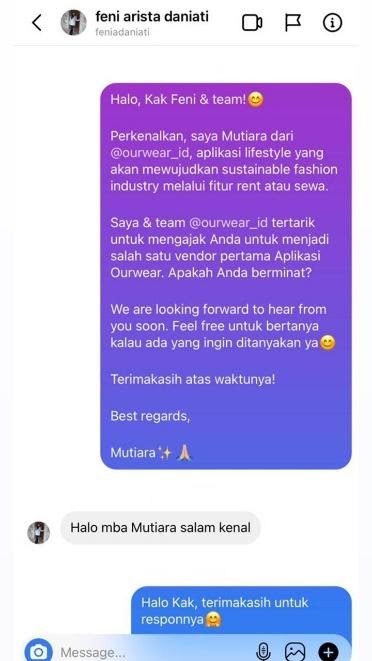 feni arista daniati
feniadaniati
Halo, Kak Feni & team!😊
Perkenalkan, saya Mutiara dari
@ourwear_id, aplikasi lifestyle yang
akan mewujudkan sustainable fashion
industry melalui fitur rent atau sewa.
Saya & team @ourwear_id tertarik
untuk mengajak Anda untuk menjadi
salah satu vendor pertama Aplikasi
Ourwear. Apakah Anda berminat?
We are looking forward to hear from
you soon. Feel free untuk bertanya
kalau ada yang ingin ditanyakan ya😊
Terimakasih atas waktunya!
Best regards,
Mutiara✨🙏🏼
Halo mba Mutiara salam kenal
Halo Kak, terimakasih untuk
responnya🤗
Message...